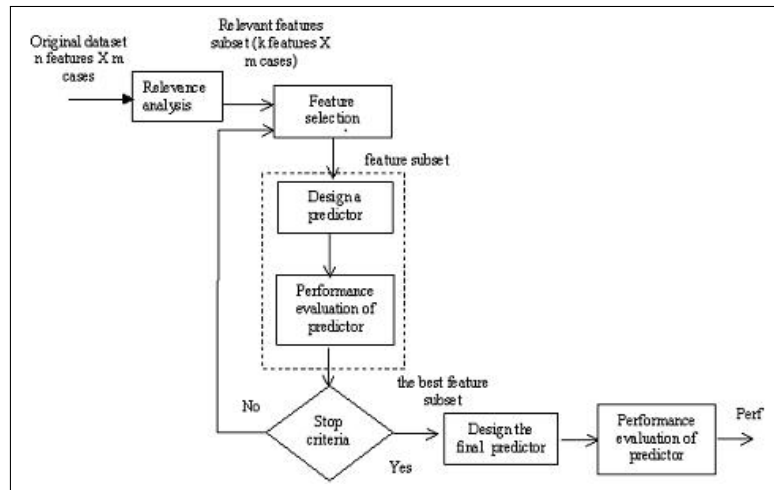 Original dataset
n features X m
cases
Relevant features
subset (k features X
m cases)
Relevance
analysis
Feature
selection
feature subset
Design a
predictor
Performance
evaluation of
predictor
No
Stop
criteria
Yes
the best feature
subset
Design the
final predictor
Performance
evaluation of
predictor
Perf